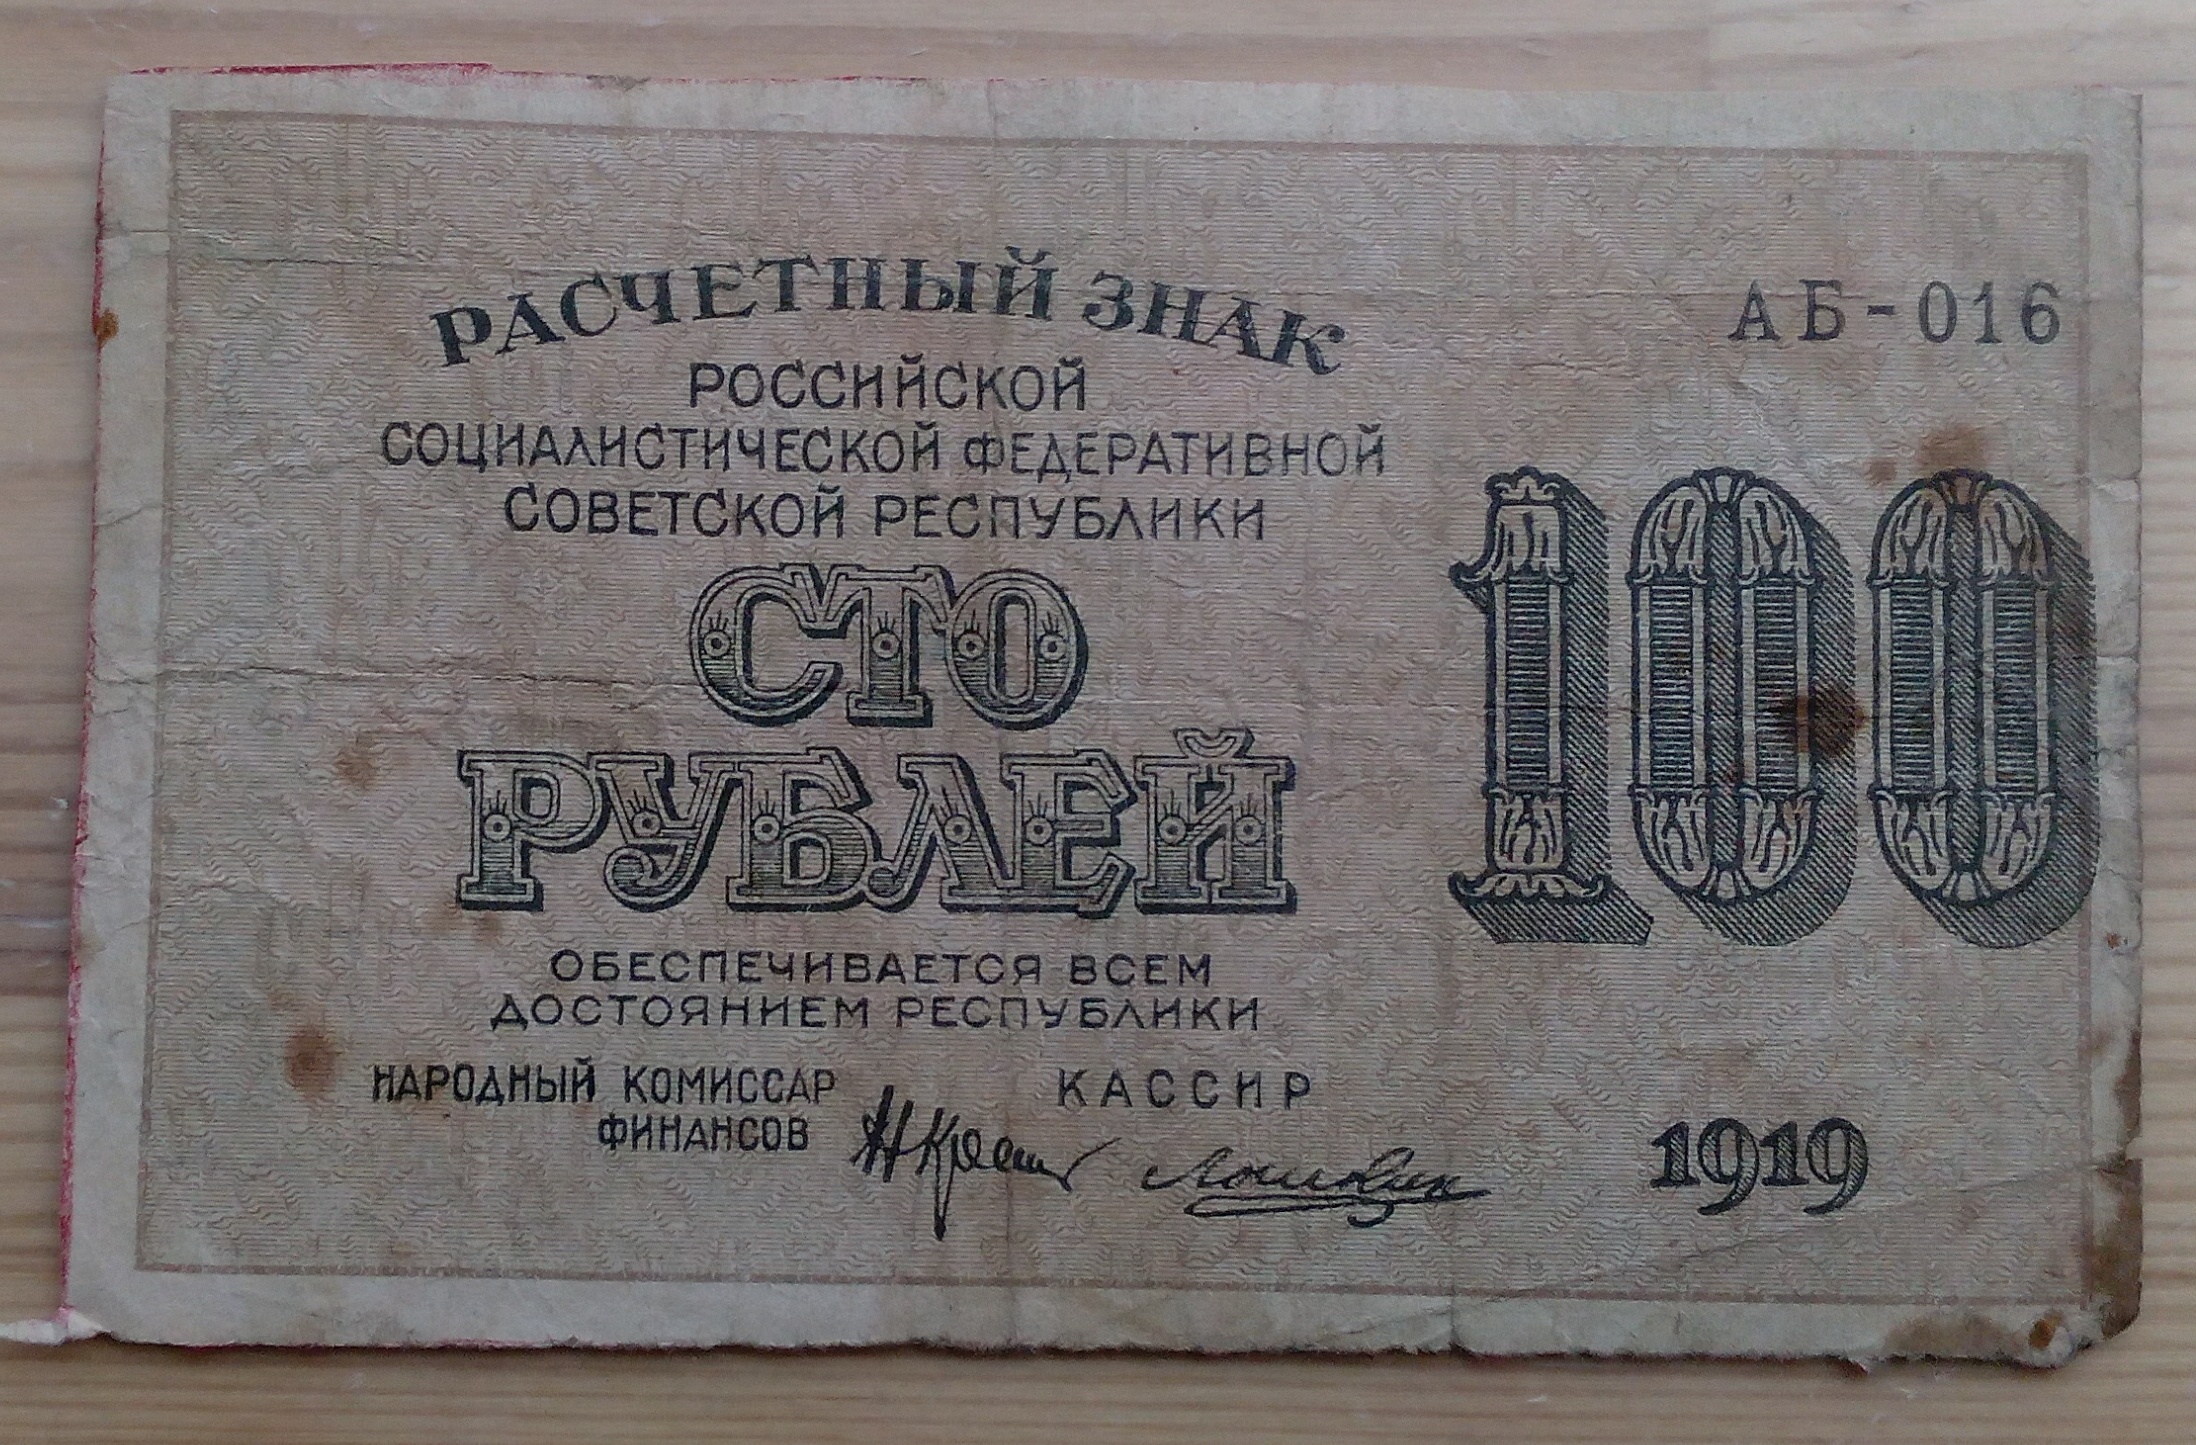 РАСЧЕТНЫЙ ЗНАК
АБ-016
РОССИЙСКОЙ
СОЦИАЛИСТИЧЕСКОЙ ФЕДЕРАТИВНОЙ
СОВЕТСКОЙ РЕСПУБЛИКИ
СТО
РУБЛЕЙ
100
ОБЕСПЕЧИВАЕТСЯ ВСЕМ
ДОСТОЯНИЕМ РЕСПУБЛИКИ
НАРОДНЫЙ КОМИССАР
ФИНАНСОВ
КАССИР
1919